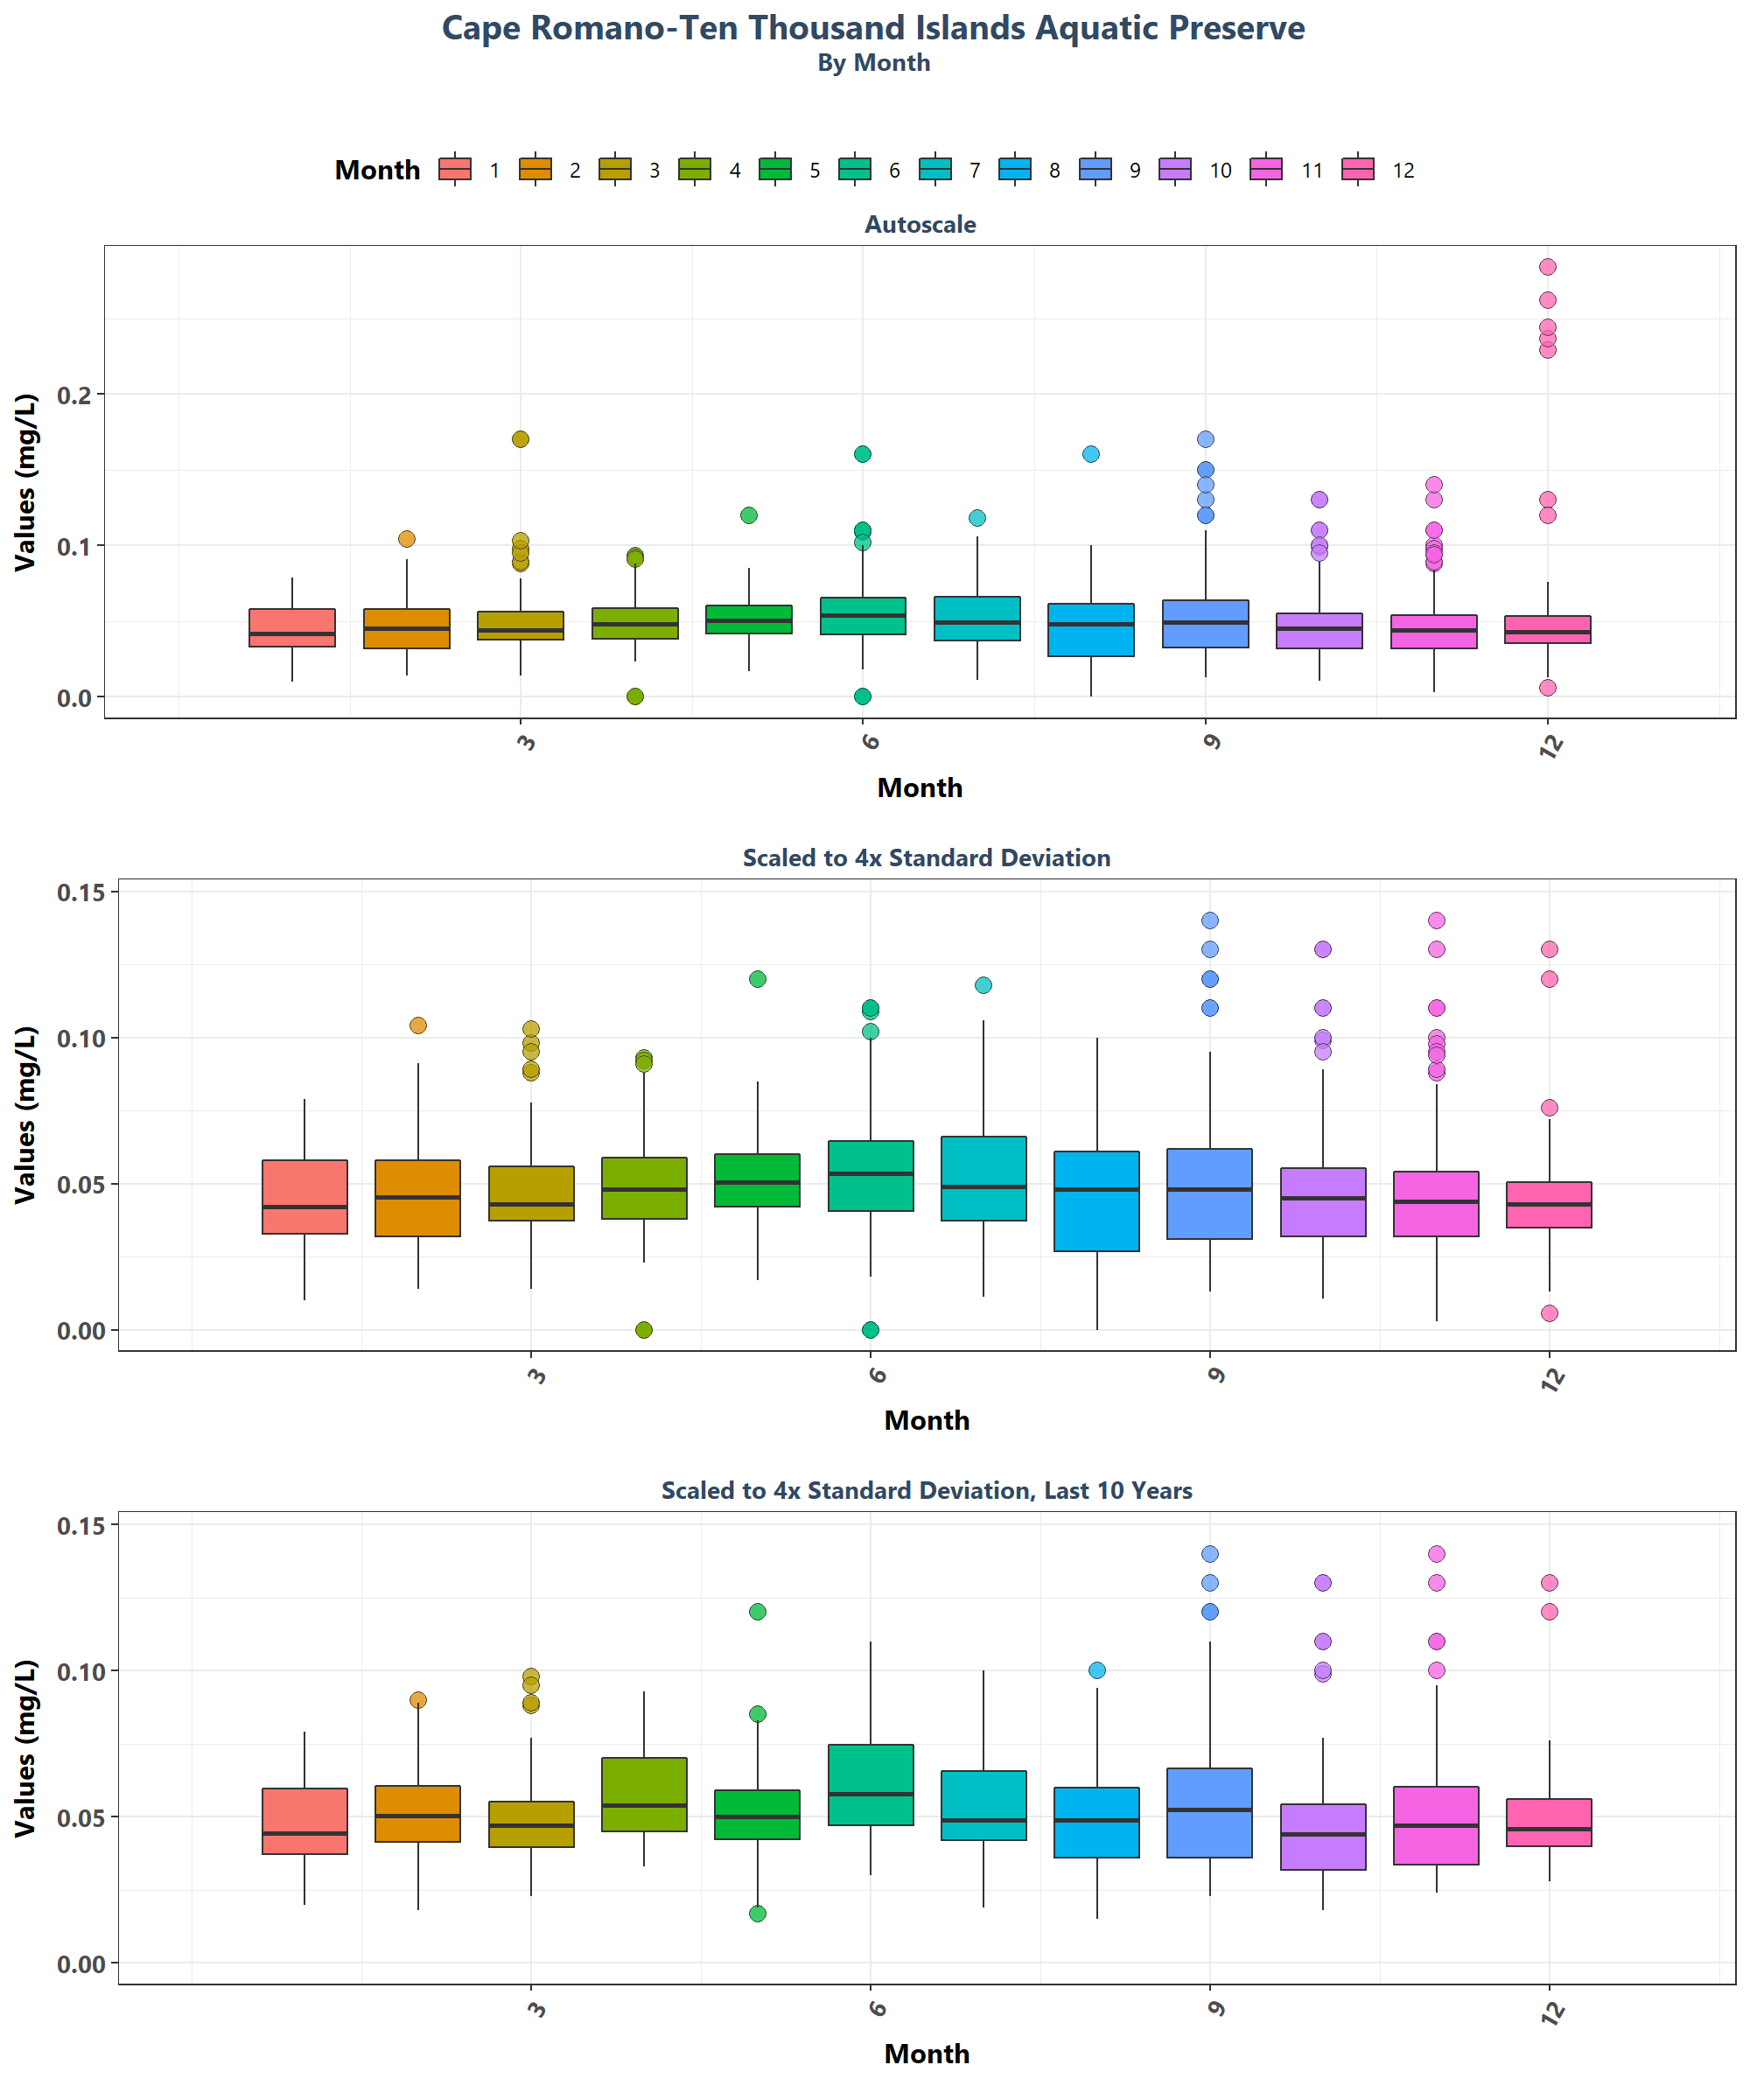 Cape Romano-Ten Thousand Islands Aquatic Preserve
By Month
Month 1 2 3 4 5 6 7 8 9 10 11 12
Autoscale
Values (mg/L)
0.2
0.1
0.0
3 6 9 12
Month
Scaled to 4x Standard Deviation
Values (mg/L)
0.15
0.10
0.05
0.00
3 6 9 12
Month
Scaled to 4x Standard Deviation, Last 10 Years
Values (mg/L)
0.15
0.10
0.05
0.00
3 6 9 12
Month